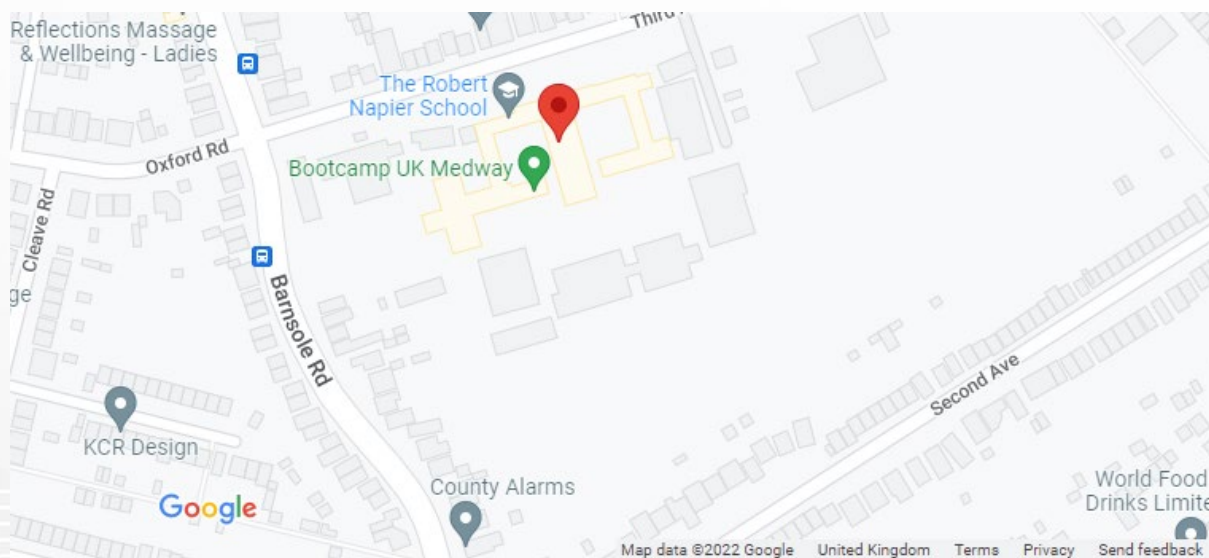 Reflections Massage
& Wellbeing - Ladies
Third
The Robert
Napier School
Bootcamp UK Medway
Oxford Rd
Cleave Rd
ge
Barnsole Rd
Second Ave
KCR Design
County Alarms
World Food
Drinks Limite
Google
Map data ©2022 Google United Kingdom Terms Privacy Send feedback